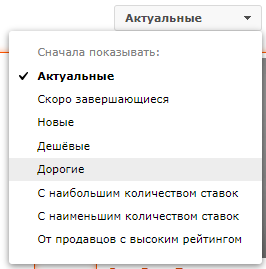 Актуальные
Сначала показывать:
Актуальные
Скоро завершающиеся
Новые
Дешёвые
Дорогие
С наибольшим количеством ставок
С наименьшим количеством ставок
От продавцов с высоким рейтингом